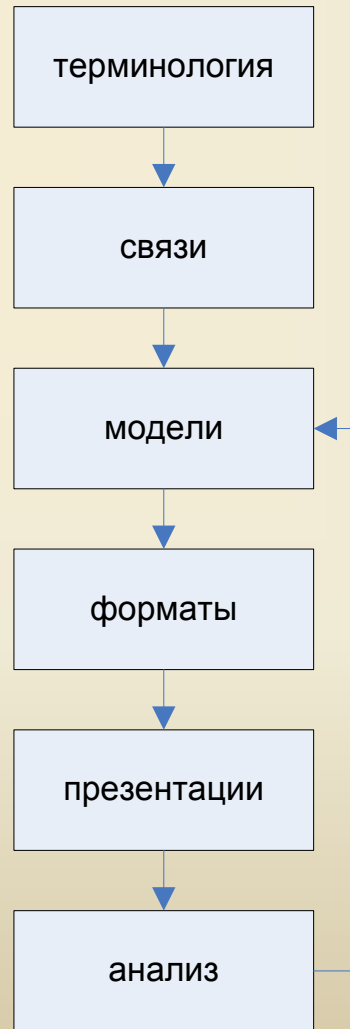 терминология
связи
модели
форматы
презентации
анализ